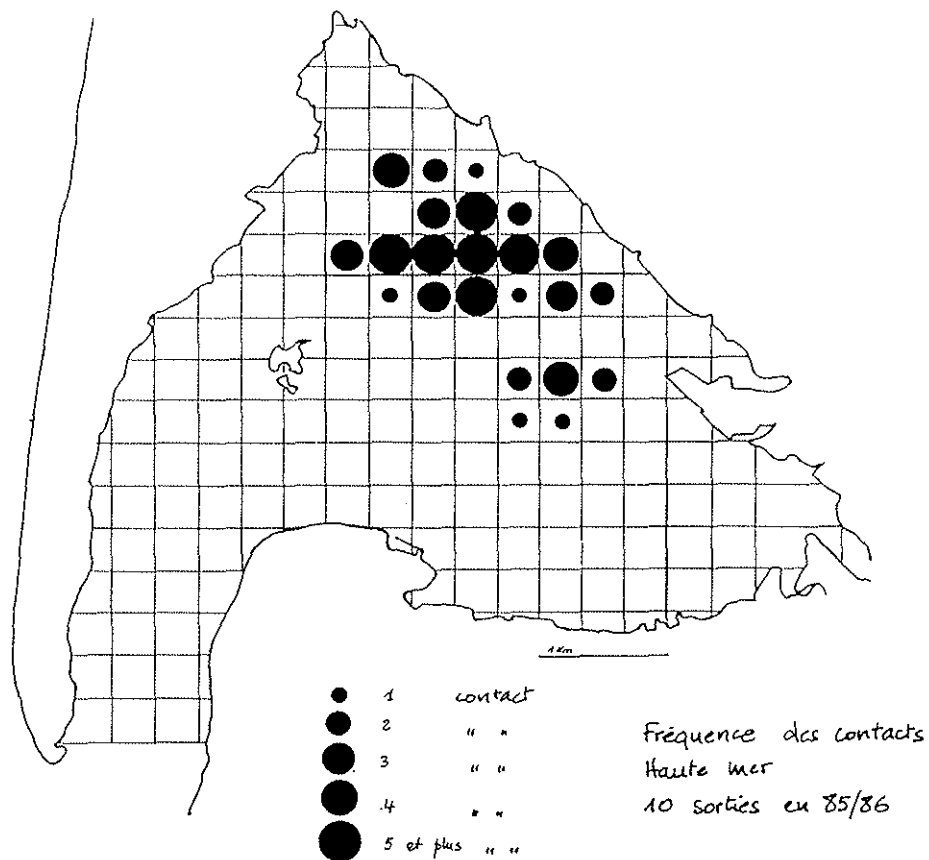 1 km
1 contact
2 " "
3 " "
4 " "
5 et plus " "
Fréquence des contacts
Haute mer
10 sorties en 85/86